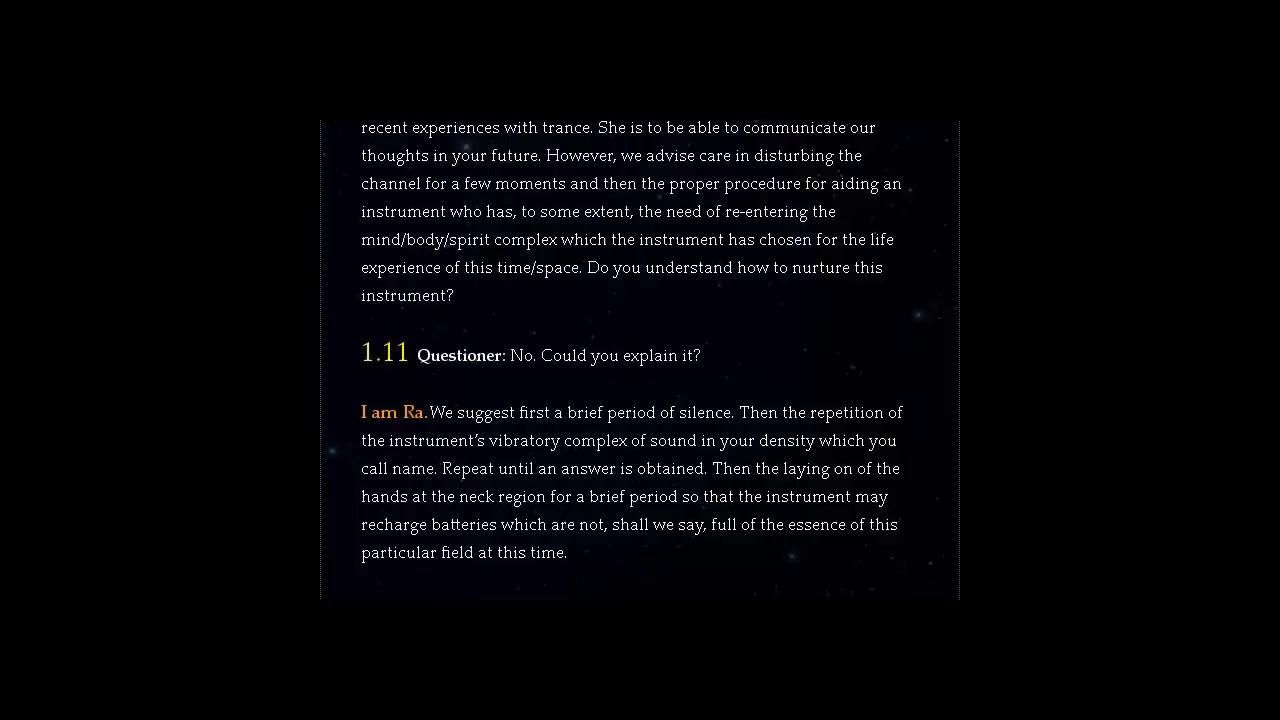 recent experiences with trance. She is to be able to communicate our
thoughts in your future. However, we advise care in disturbing the
channel for a few moments and then the proper procedure for aiding an
instrument who has, to some extent, the need of re-entering the
mind/body/spirit complex which the instrument has chosen for the life
experience of this time/space. Do you understand how to nurture this
instrument?
1.11 Questioner: No. Could you explain it?
I am Ra.We suggest first a brief period of silence. Then the repetition of
the instrument's vibratory complex of sound in your density which you
call name. Repeat until an answer is obtained. Then the laying on of the
hands at the neck region for a brief period so that the instrument may
recharge batteries which are not, shall we say, full of the essence of this
particular field at this time.